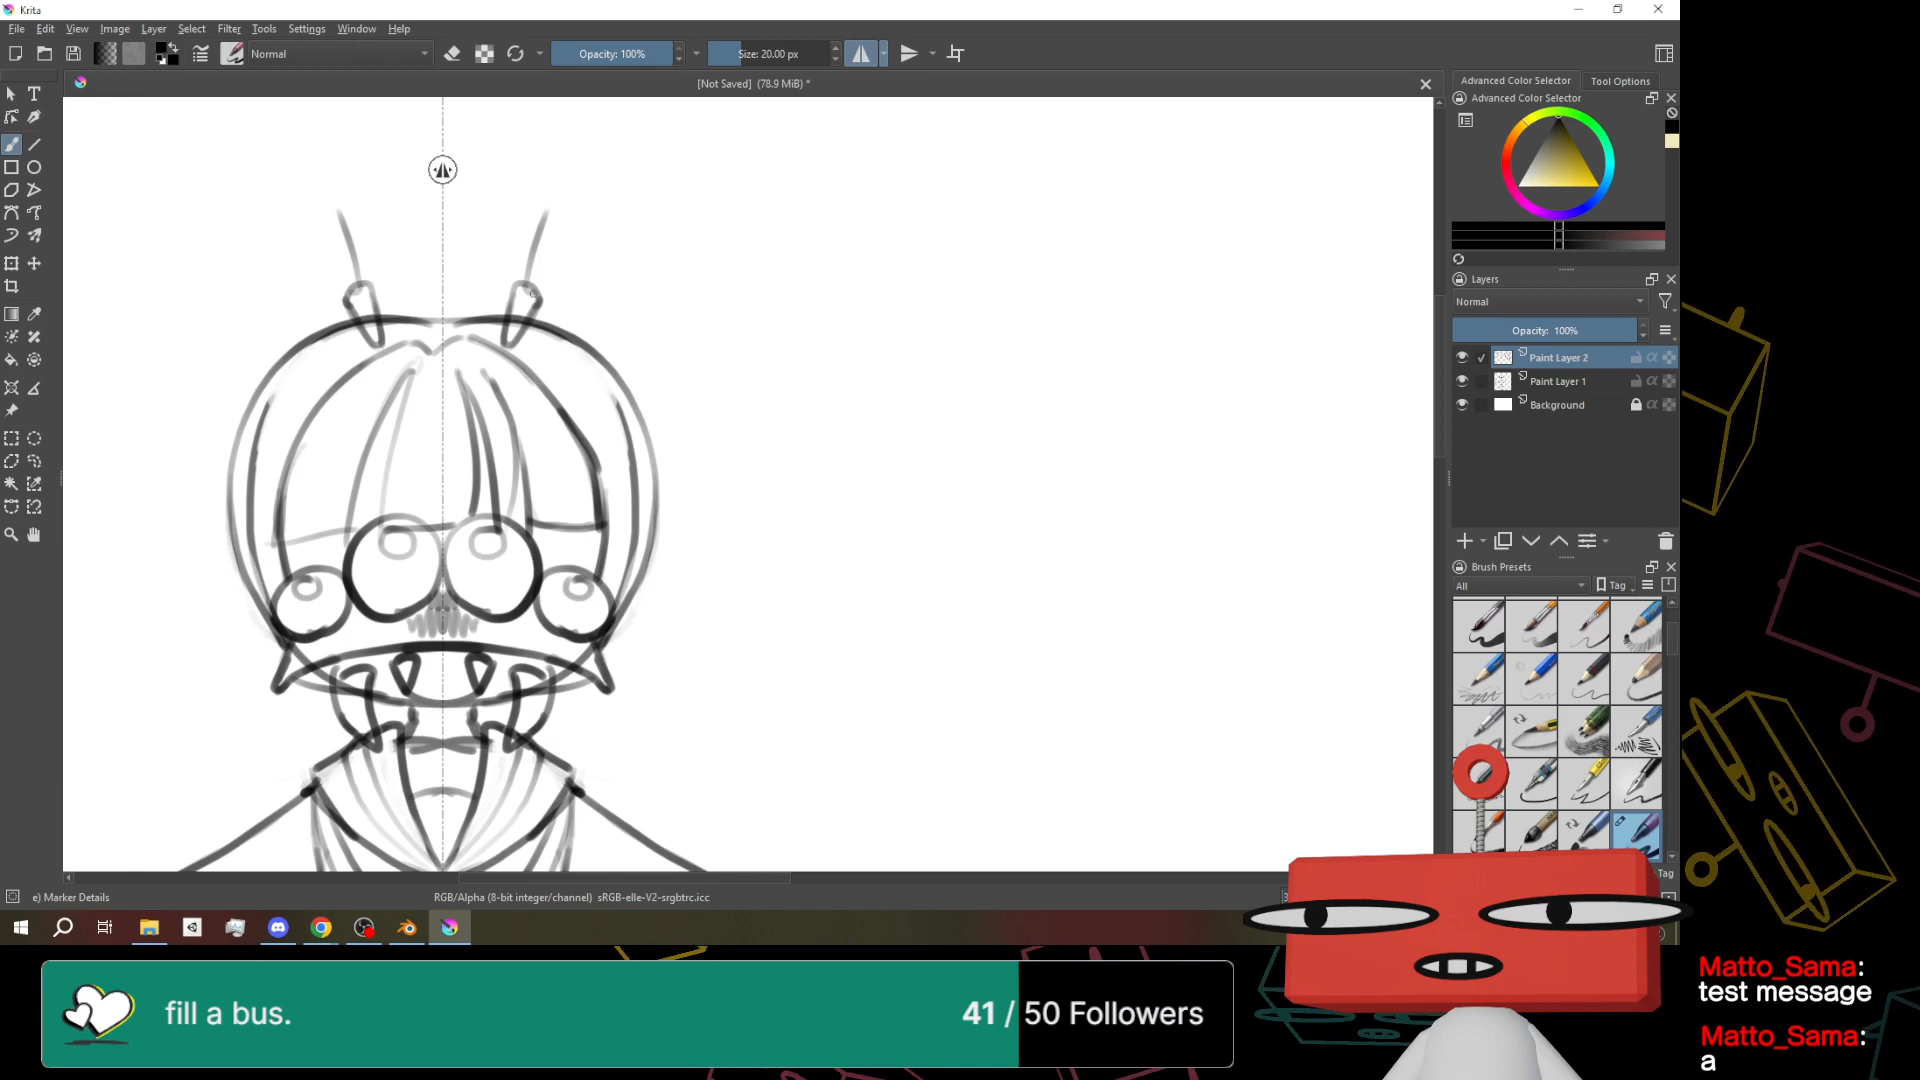 Krita
File Edit View Image Layer Select Filter Tools Settings Window Help
Normal
Opacity: 100%
Size: 20.00 px
[Not Saved] (78.9 MiB) *
Advanced Color Selector
Tool Options
Advanced Color Selector
Layers
Normal
Opacity: 100%
Paint Layer 2
Paint Layer 1
Background
Brush Presets
All
Tag
Tag
e) Marker Details
RGB/Alpha (8-bit integer/channel) sRGB-elle-V2-srgbtrc.icc
fill a bus.
41 / 50 Followers
Matto_Sama:
test message
Matto_Sama:
a